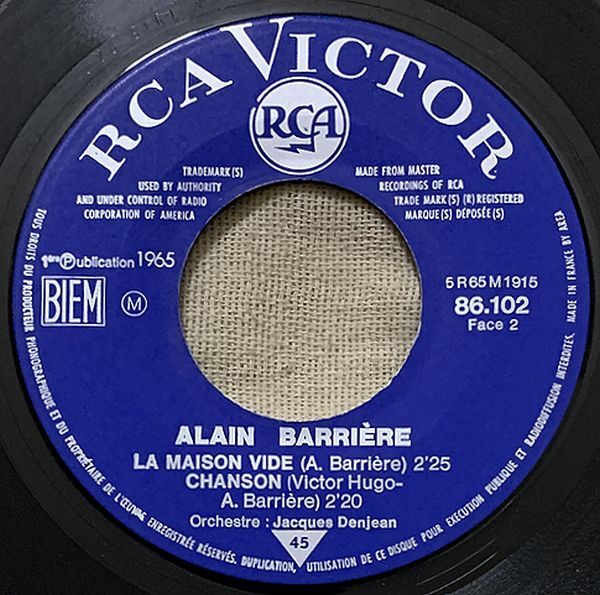 RCA VICTOR
RCA
TRADEMARK(S)
USED BY AUTHORITY
AND UNDER CONTROL OF RADIO
CORPORATION OF AMERICA
MADE FROM MASTER
RECORDINGS OF RCA
TRADE MARK(S) (R) REGISTERED
MARQUE(S) DÉPOSÉE(S)
1ère Ⓟublication 1965
BIEM
M
5 R 65 M 1915
86.102
Face 2
ALAIN BARRIÈRE
LA MAISON VIDE (A. Barrière) 2'25
CHANSON (Victor Hugo-
A. Barrière) 2'20
Orchestre : Jacques Denjean
45
TOUS DROITS DU PRODUCTEUR PHONOGRAPHIQUE ET DU PROPRIÉTAIRE DE L'ŒUVRE ENREGISTRÉE RÉSERVÉS. DUPLICATION, UTILISATION DE CE DISQUE POUR EXECUTION PUBLIQUE ET RADIODIFFUSION INTERDITES. MADE IN FRANCE BY AREA